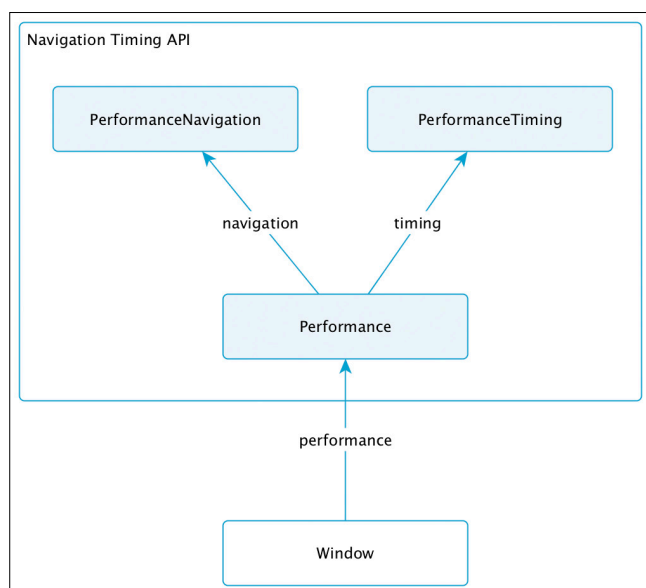 Navigation Timing API
PerformanceNavigation
PerformanceTiming
navigation
timing
Performance
performance
Window